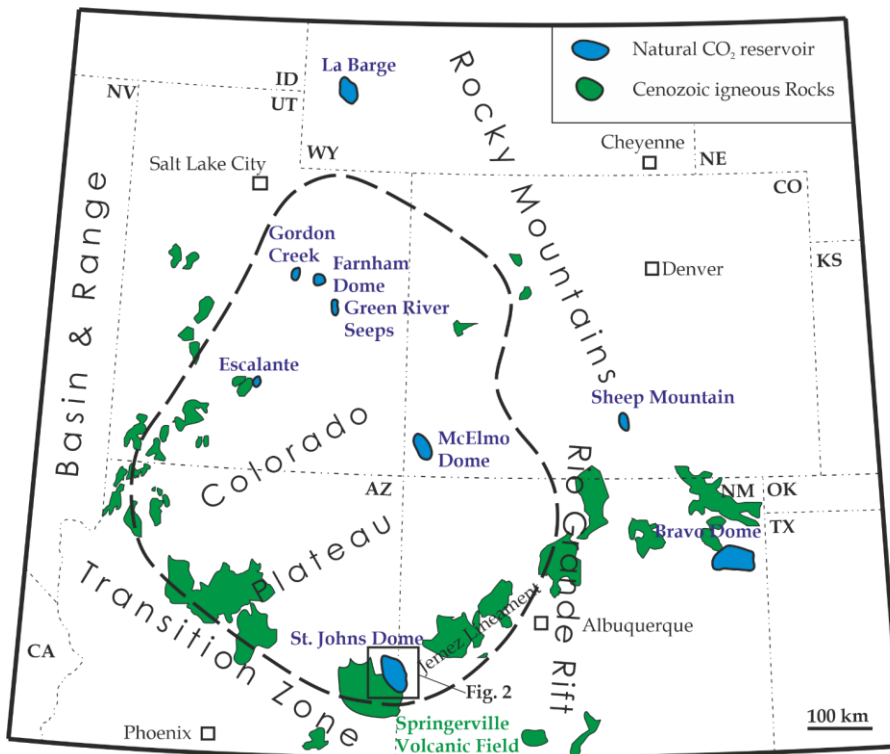 La Barge
Natural CO₂ reservoir
Cenozoic igneous Rocks
Rocky Mountains
ID
UT
NV
WY
Cheyenne
NE
CO
Salt Lake City
KS
Denver
Gordon
Creek
Farnham
Dome
Green River
Seeps
Basin & Range
Escalante
Sheep Mountain
Colorado
Plateau
McElmo
Dome
AZ
NM
OK
TX
Bravo Dome
Rio Grande Rift
Transition Zone
Jemez Lineament
St. Johns Dome
Albuquerque
CA
Fig. 2
Springerville
Volcanic Field
Phoenix
100 km